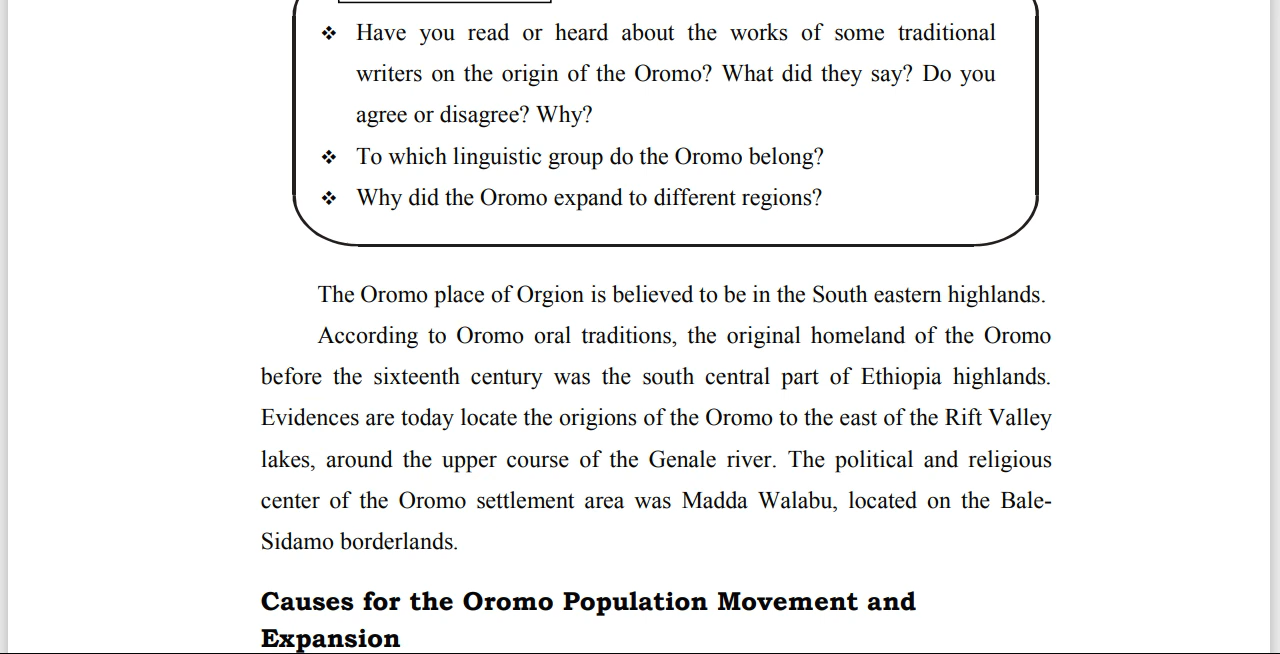 ❖ Have you read or heard about the works of some traditional
writers on the origin of the Oromo? What did they say? Do you
agree or disagree? Why?
❖ To which linguistic group do the Oromo belong?
❖ Why did the Oromo expand to different regions?
The Oromo place of Orgion is believed to be in the South eastern highlands.
According to Oromo oral traditions, the original homeland of the Oromo
before the sixteenth century was the south central part of Ethiopia highlands.
Evidences are today locate the origions of the Oromo to the east of the Rift Valley
lakes, around the upper course of the Genale river. The political and religious
center of the Oromo settlement area was Madda Walabu, located on the Bale-
Sidamo borderlands.
Causes for the Oromo Population Movement and
Expansion